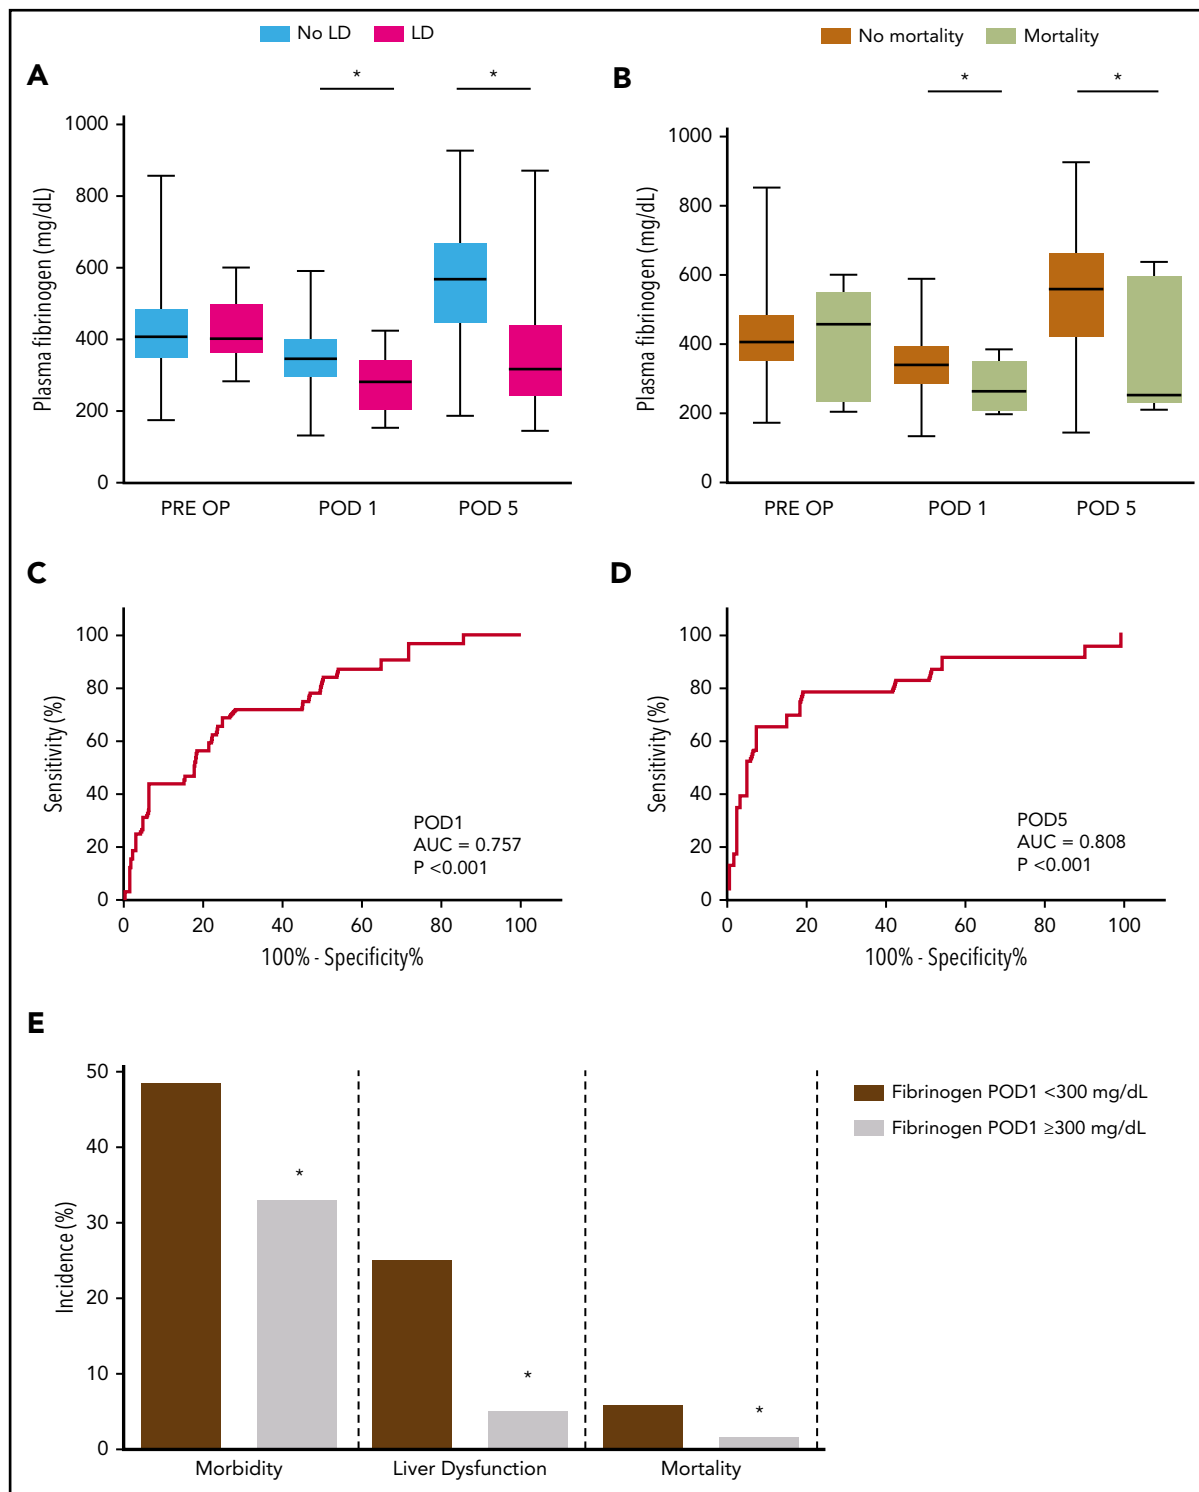 No LD LD
No mortality Mortality
A
* *
B
* *
Plasma fibrinogen (mg/dL)
1000
800
600
400
200
0
PRE OP POD 1 POD 5
Plasma fibrinogen (mg/dL)
1000
800
600
400
200
0
PRE OP POD 1 POD 5
C
Sensitivity (%)
100
80
60
40
20
0
POD1
AUC = 0.757
P <0.001
0 20 40 60 80 100
100% - Specificity%
D
Sensitivity (%)
100
80
60
40
20
0
POD5
AUC = 0.808
P <0.001
0 20 40 60 80 100
100% - Specificity%
E
Incidence (%)
50
40
30
20
10
0
*
*
*
Morbidity Liver Dysfunction Mortality
Fibrinogen POD1 <300 mg/dL
Fibrinogen POD1 ≥300 mg/dL